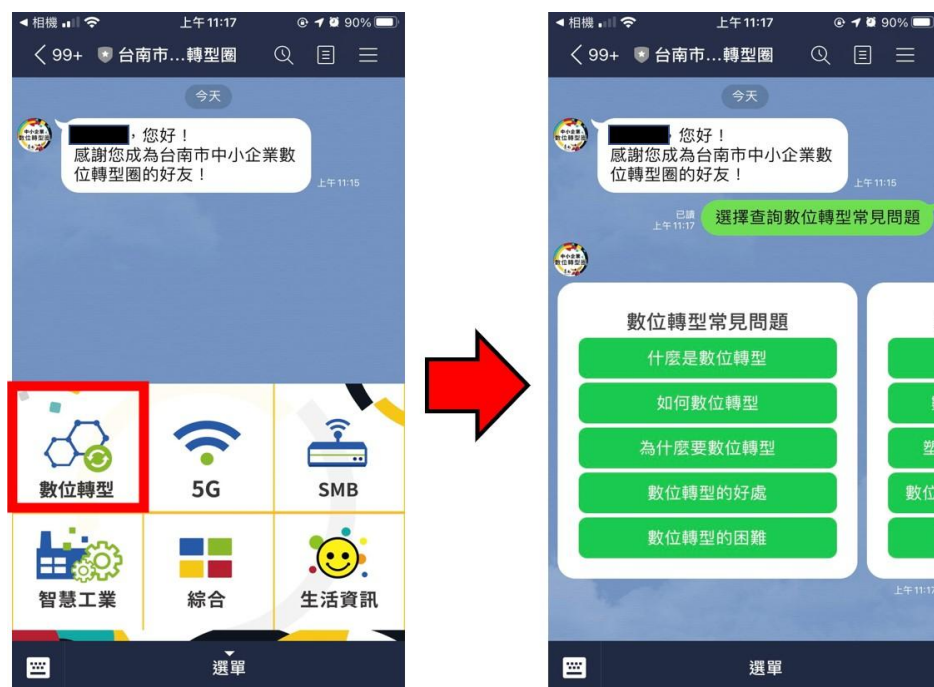 相機
上午11:17
90%
99+
台南市...轉型圈
今天
,您好!
感謝您成為台南市中小企業數
位轉型圈的好友!
上午 11:15
數位轉型
5G
SMB
智慧工業
綜合
生活資訊
選單
相機
上午11:17
90%
99+
台南市...轉型圈
今天
,您好!
感謝您成為台南市中小企業數
位轉型圈的好友!
上午 11:15
已讀
上午 11:17
選擇查詢數位轉型常見問題
數位轉型常見問題
什麼是數位轉型
如何數位轉型
為什麼要數位轉型
數位轉型的好處
數位轉型的困難
數位
上午 11:17
選單